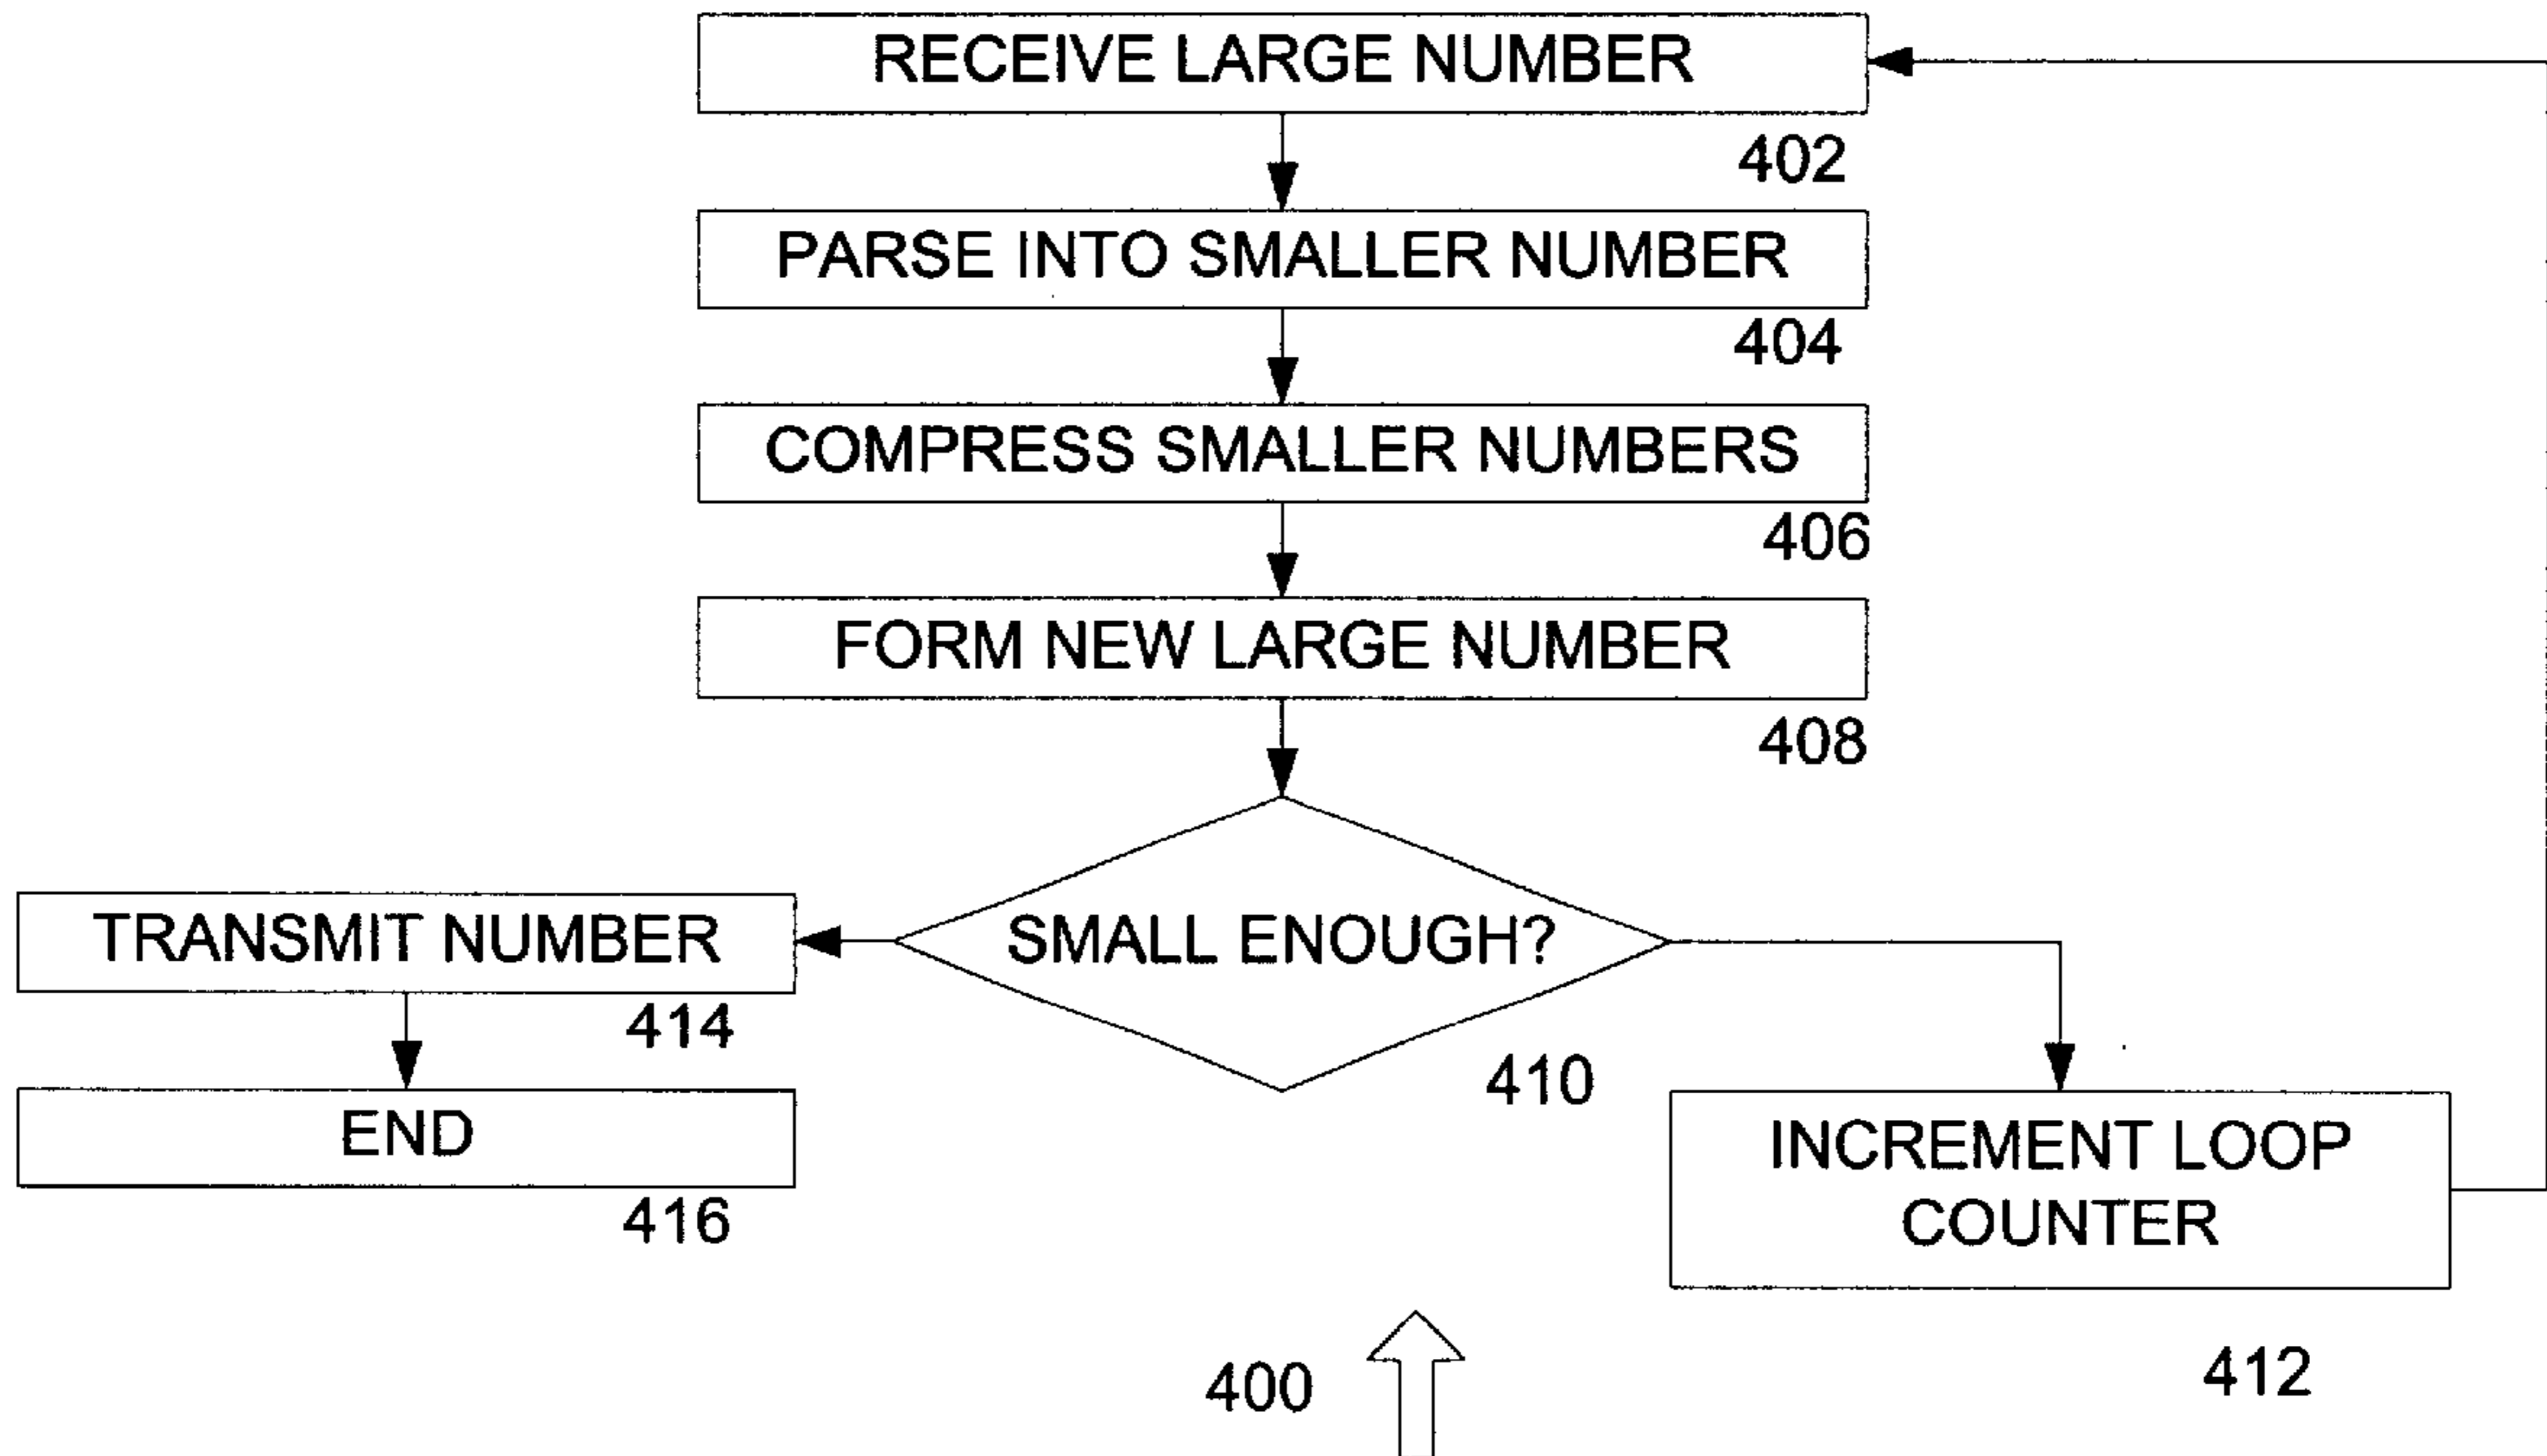 RECEIVE LARGE NUMBER
402
PARSE INTO SMALLER NUMBER
404
COMPRESS SMALLER NUMBERS
406
FORM NEW LARGE NUMBER
408
SMALL ENOUGH?
410
TRANSMIT NUMBER
414
END
416
INCREMENT LOOP
COUNTER
412
400